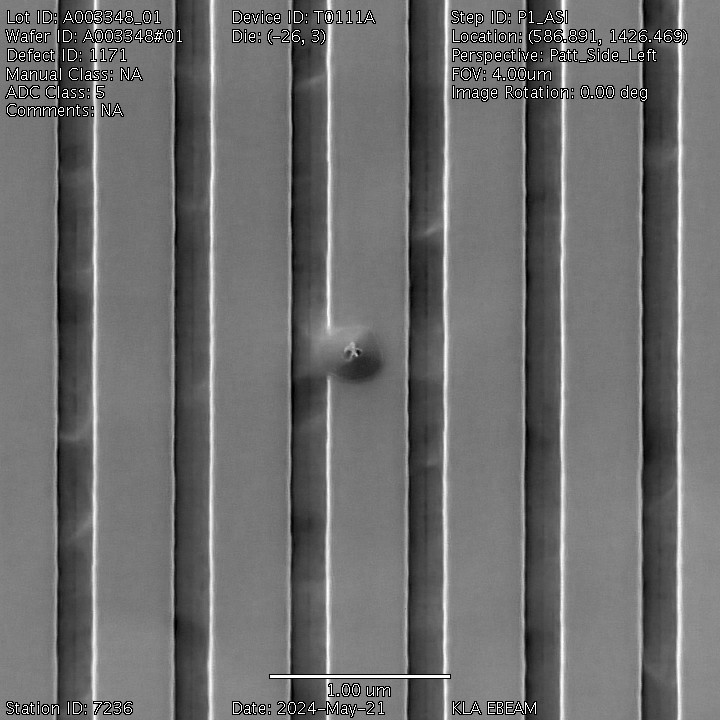 Lot ID: A003348_01
Wafer ID: A003348#01
Defect ID: 1171
Manual Class: NA
ADC Class: 5
Comments: NA
Device ID: T0111A
Die: (-26, 3)
Step ID: P1_ASI
Location: (586.891, 1426.469)
Perspective: Patt_Side_Left
FOV: 4.00um
Image Rotation: 0.00 deg
1.00 um
Station ID: 7236
Date: 2024-May-21
KLA EBEAM